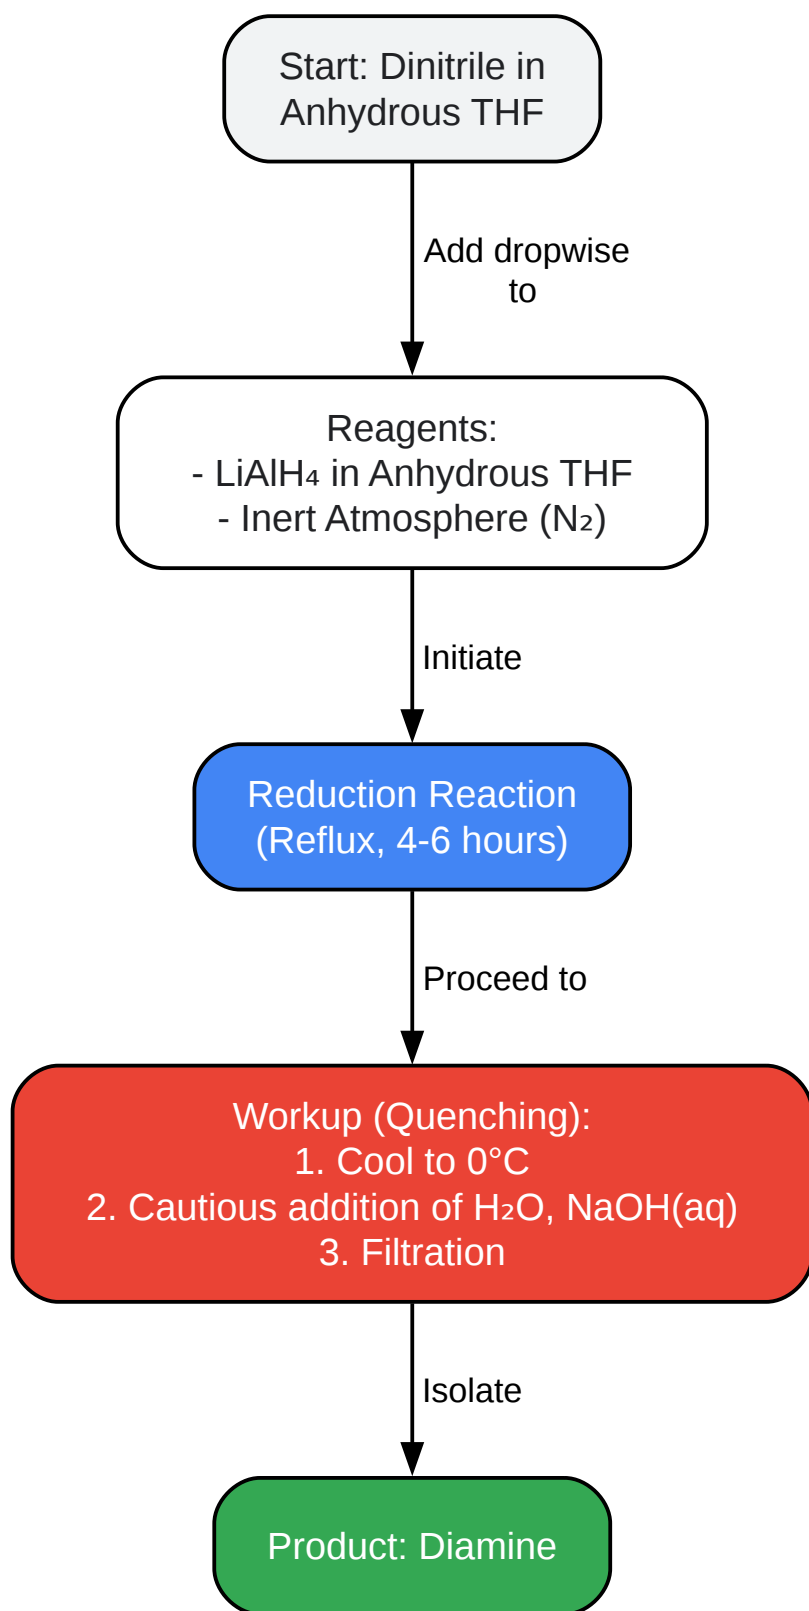 Start: Dinitrile in
Anhydrous THF
Add dropwise
to
Reagents:
- LiAlH₄ in Anhydrous THF
- Inert Atmosphere (N₂)
Initiate
Reduction Reaction
(Reflux, 4-6 hours)
Proceed to
Workup (Quenching):
1. Cool to 0°C
2. Cautious addition of H₂O, NaOH(aq)
3. Filtration
Isolate
Product: Diamine